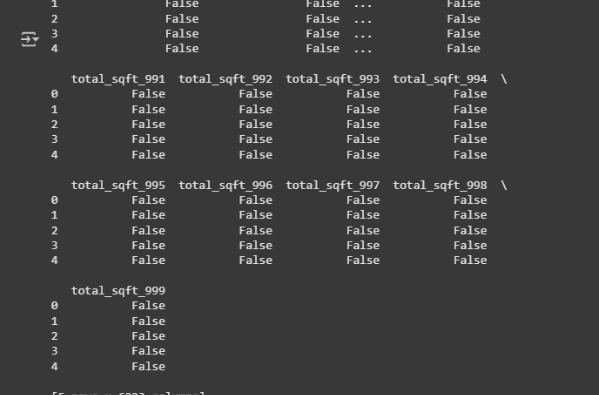 1 False False ... False
2 False False ... False
3 False False ... False
4 False False ... False
total_sqft_991 total_sqft_992 total_sqft_993 total_sqft_994 \
0 False False False False
1 False False False False
2 False False False False
3 False False False False
4 False False False False
total_sqft_995 total_sqft_996 total_sqft_997 total_sqft_998 \
0 False False False False
1 False False False False
2 False False False False
3 False False False False
4 False False False False
total_sqft_999
0 False
1 False
2 False
3 False
4 False